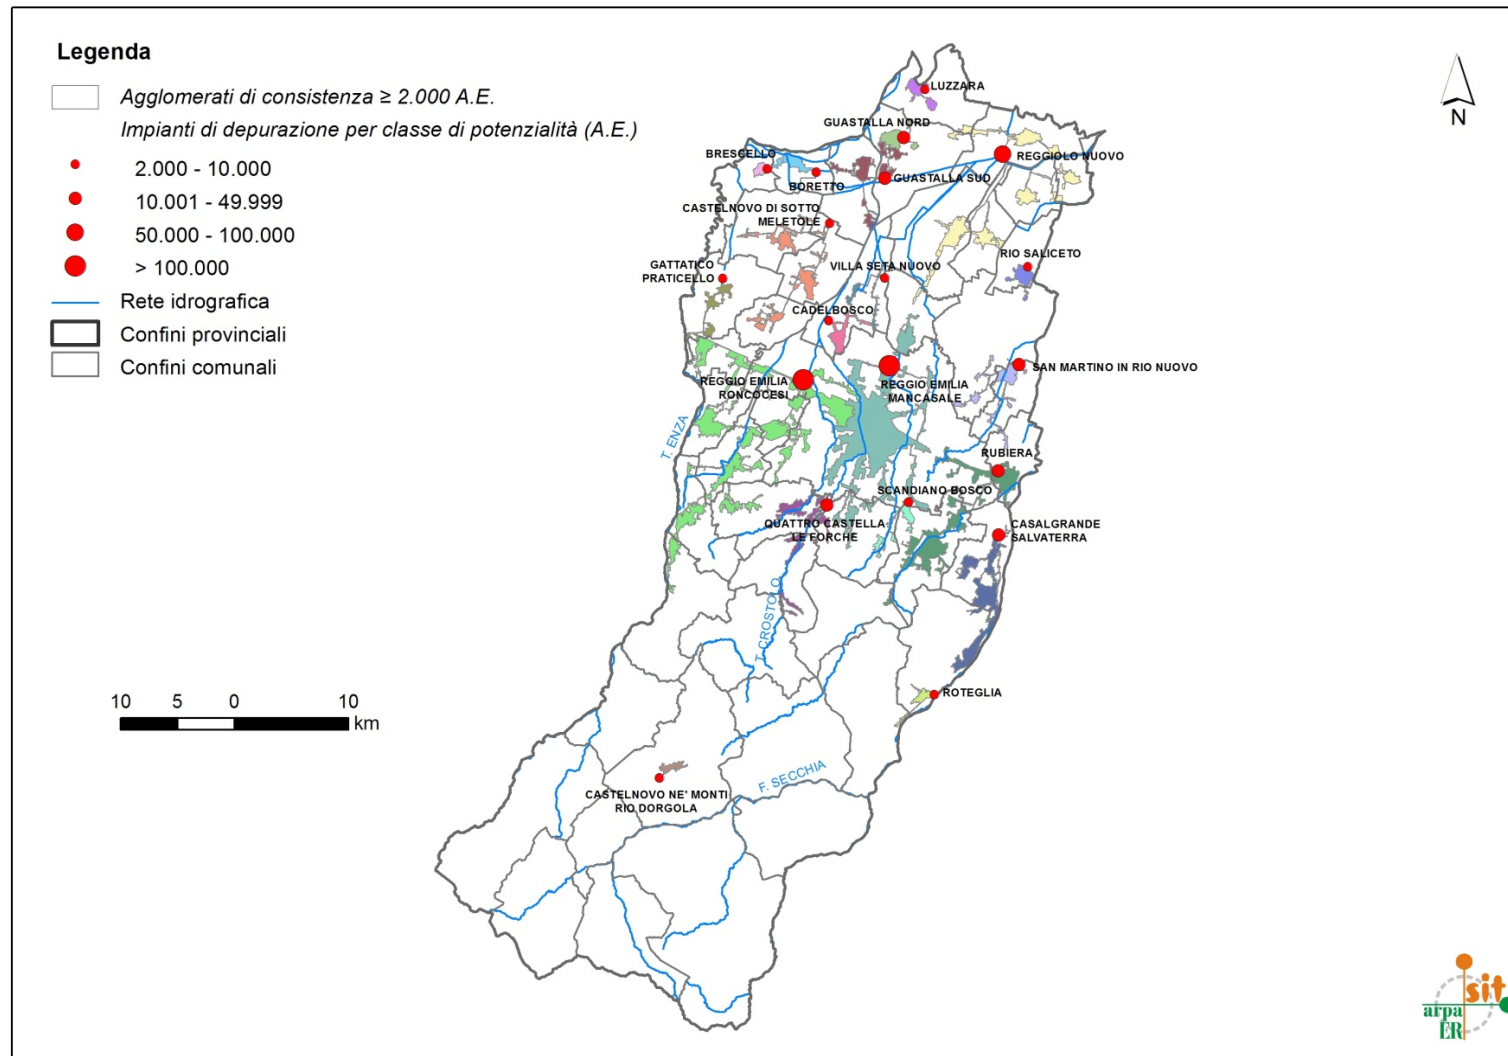 Legenda
Agglomerati di consistenza ≥ 2.000 A.E.
Impianti di depurazione per classe di potenzialità (A.E.)
2.000 - 10.000
10.001 - 49.999
50.000 - 100.000
> 100.000
Rete idrografica
Confini provinciali
Confini comunali
N
LUZZARA
GUASTALLA NORD
REGGIOLO NUOVO
BRESCELLO
BORETTO
GUASTALLA SUD
CASTELNOVO DI SOTTO
MELETOLE
RIO SALICETO
GATTATICO
PRATICELLO
VILLA SETA NUOVO
CADELBOSCO
SAN MARTINO IN RIO NUOVO
REGGIO EMILIA
RONCOCESI
REGGIO EMILIA
MANCASALE
T. ENZA
RUBIERA
SCANDIANO BOSCO
QUATTRO CASTELLA
LE FORCHE
CASALGRANDE
SALVATERRA
T. CROSTOLO
ROTEGLIA
10 5 0 10
km
F. SECCHIA
CASTELNOVO NE' MONTI
RIO DORGOLA
sit
arpa
ER